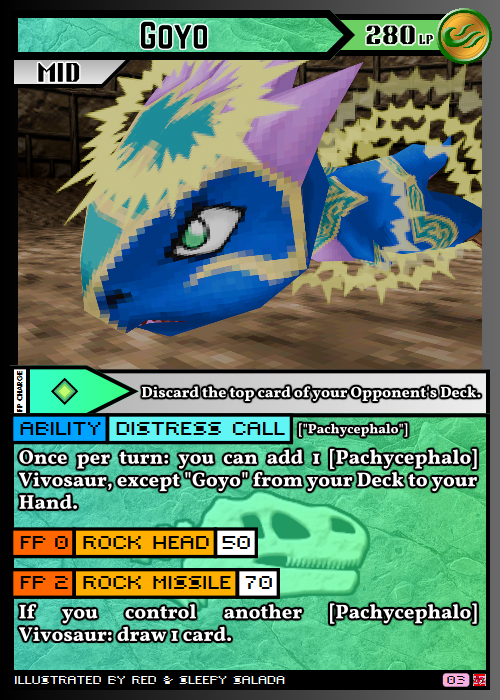 Goyo
280 LP
MID
FP CHARGE
Discard the top card of your Opponent's Deck.
ABILITY DISTRESS CALL ["Pachycephalo"]
Once per turn: you can add 1 [Pachycephalo]
Vivosaur, except "Goyo" from your Deck to your
Hand.
FP 0 ROCK HEAD 50
FP 2 ROCK MISSILE 70
If you control another [Pachycephalo]
Vivosaur: draw 1 card.
ILLUSTRATED BY RED & SLEEPY SALADA
03